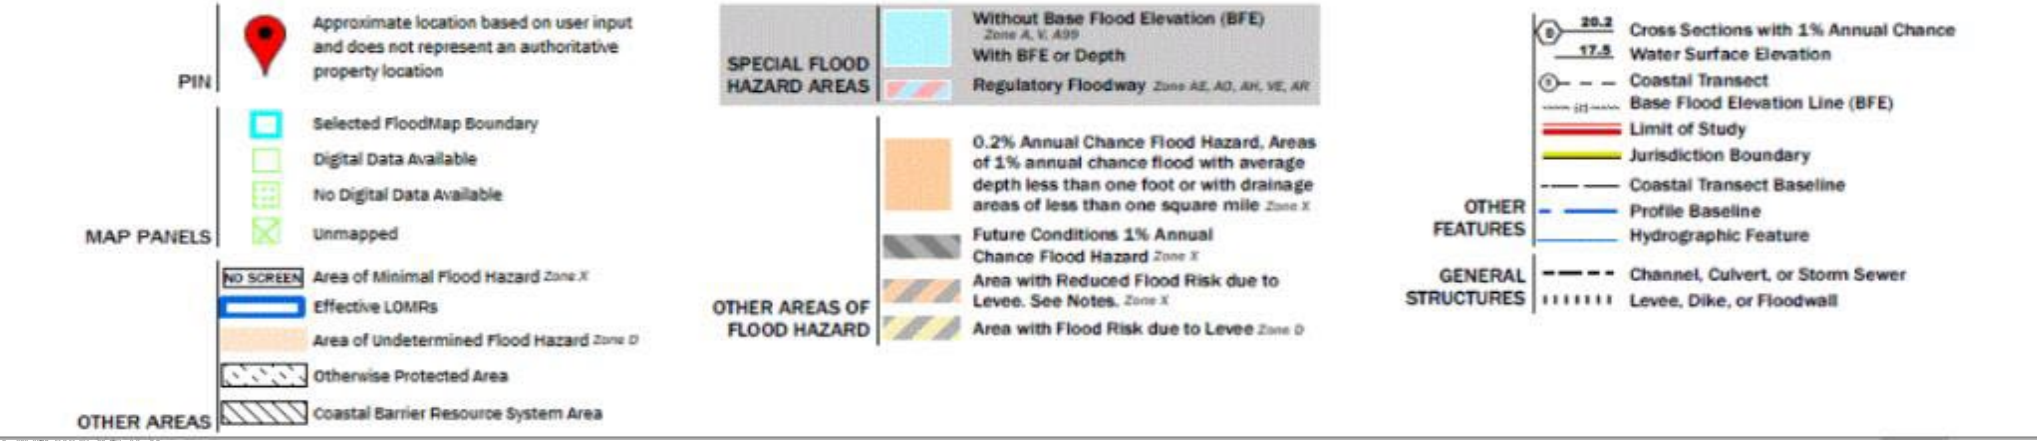 Approximate location based on user input
and does not represent an authoritative
property location
PIN
Selected FloodMap Boundary
Digital Data Available
No Digital Data Available
Unmapped
MAP PANELS
NO SCREEN Area of Minimal Flood Hazard Zone X
Effective LOMRs
Area of Undetermined Flood Hazard Zone D
Otherwise Protected Area
Coastal Barrier Resource System Area
OTHER AREAS
Without Base Flood Elevation (BFE)
Zone A, V, A99
With BFE or Depth
SPECIAL FLOOD
HAZARD AREAS
Regulatory Floodway Zone AE, AO, AH, VE, AR
0.2% Annual Chance Flood Hazard, Areas
of 1% annual chance flood with average
depth less than one foot or with drainage
areas of less than one square mile Zone X
Future Conditions 1% Annual
Chance Flood Hazard Zone X
Area with Reduced Flood Risk due to
Levee. See Notes. Zone X
OTHER AREAS OF
FLOOD HAZARD
Area with Flood Risk due to Levee Zone D
20.2 Cross Sections with 1% Annual Chance
17.5 Water Surface Elevation
Coastal Transect
Base Flood Elevation Line (BFE)
Limit of Study
Jurisdiction Boundary
Coastal Transect Baseline
OTHER
FEATURES
Profile Baseline
Hydrographic Feature
GENERAL
STRUCTURES
Channel, Culvert, or Storm Sewer
Levee, Dike, or Floodwall